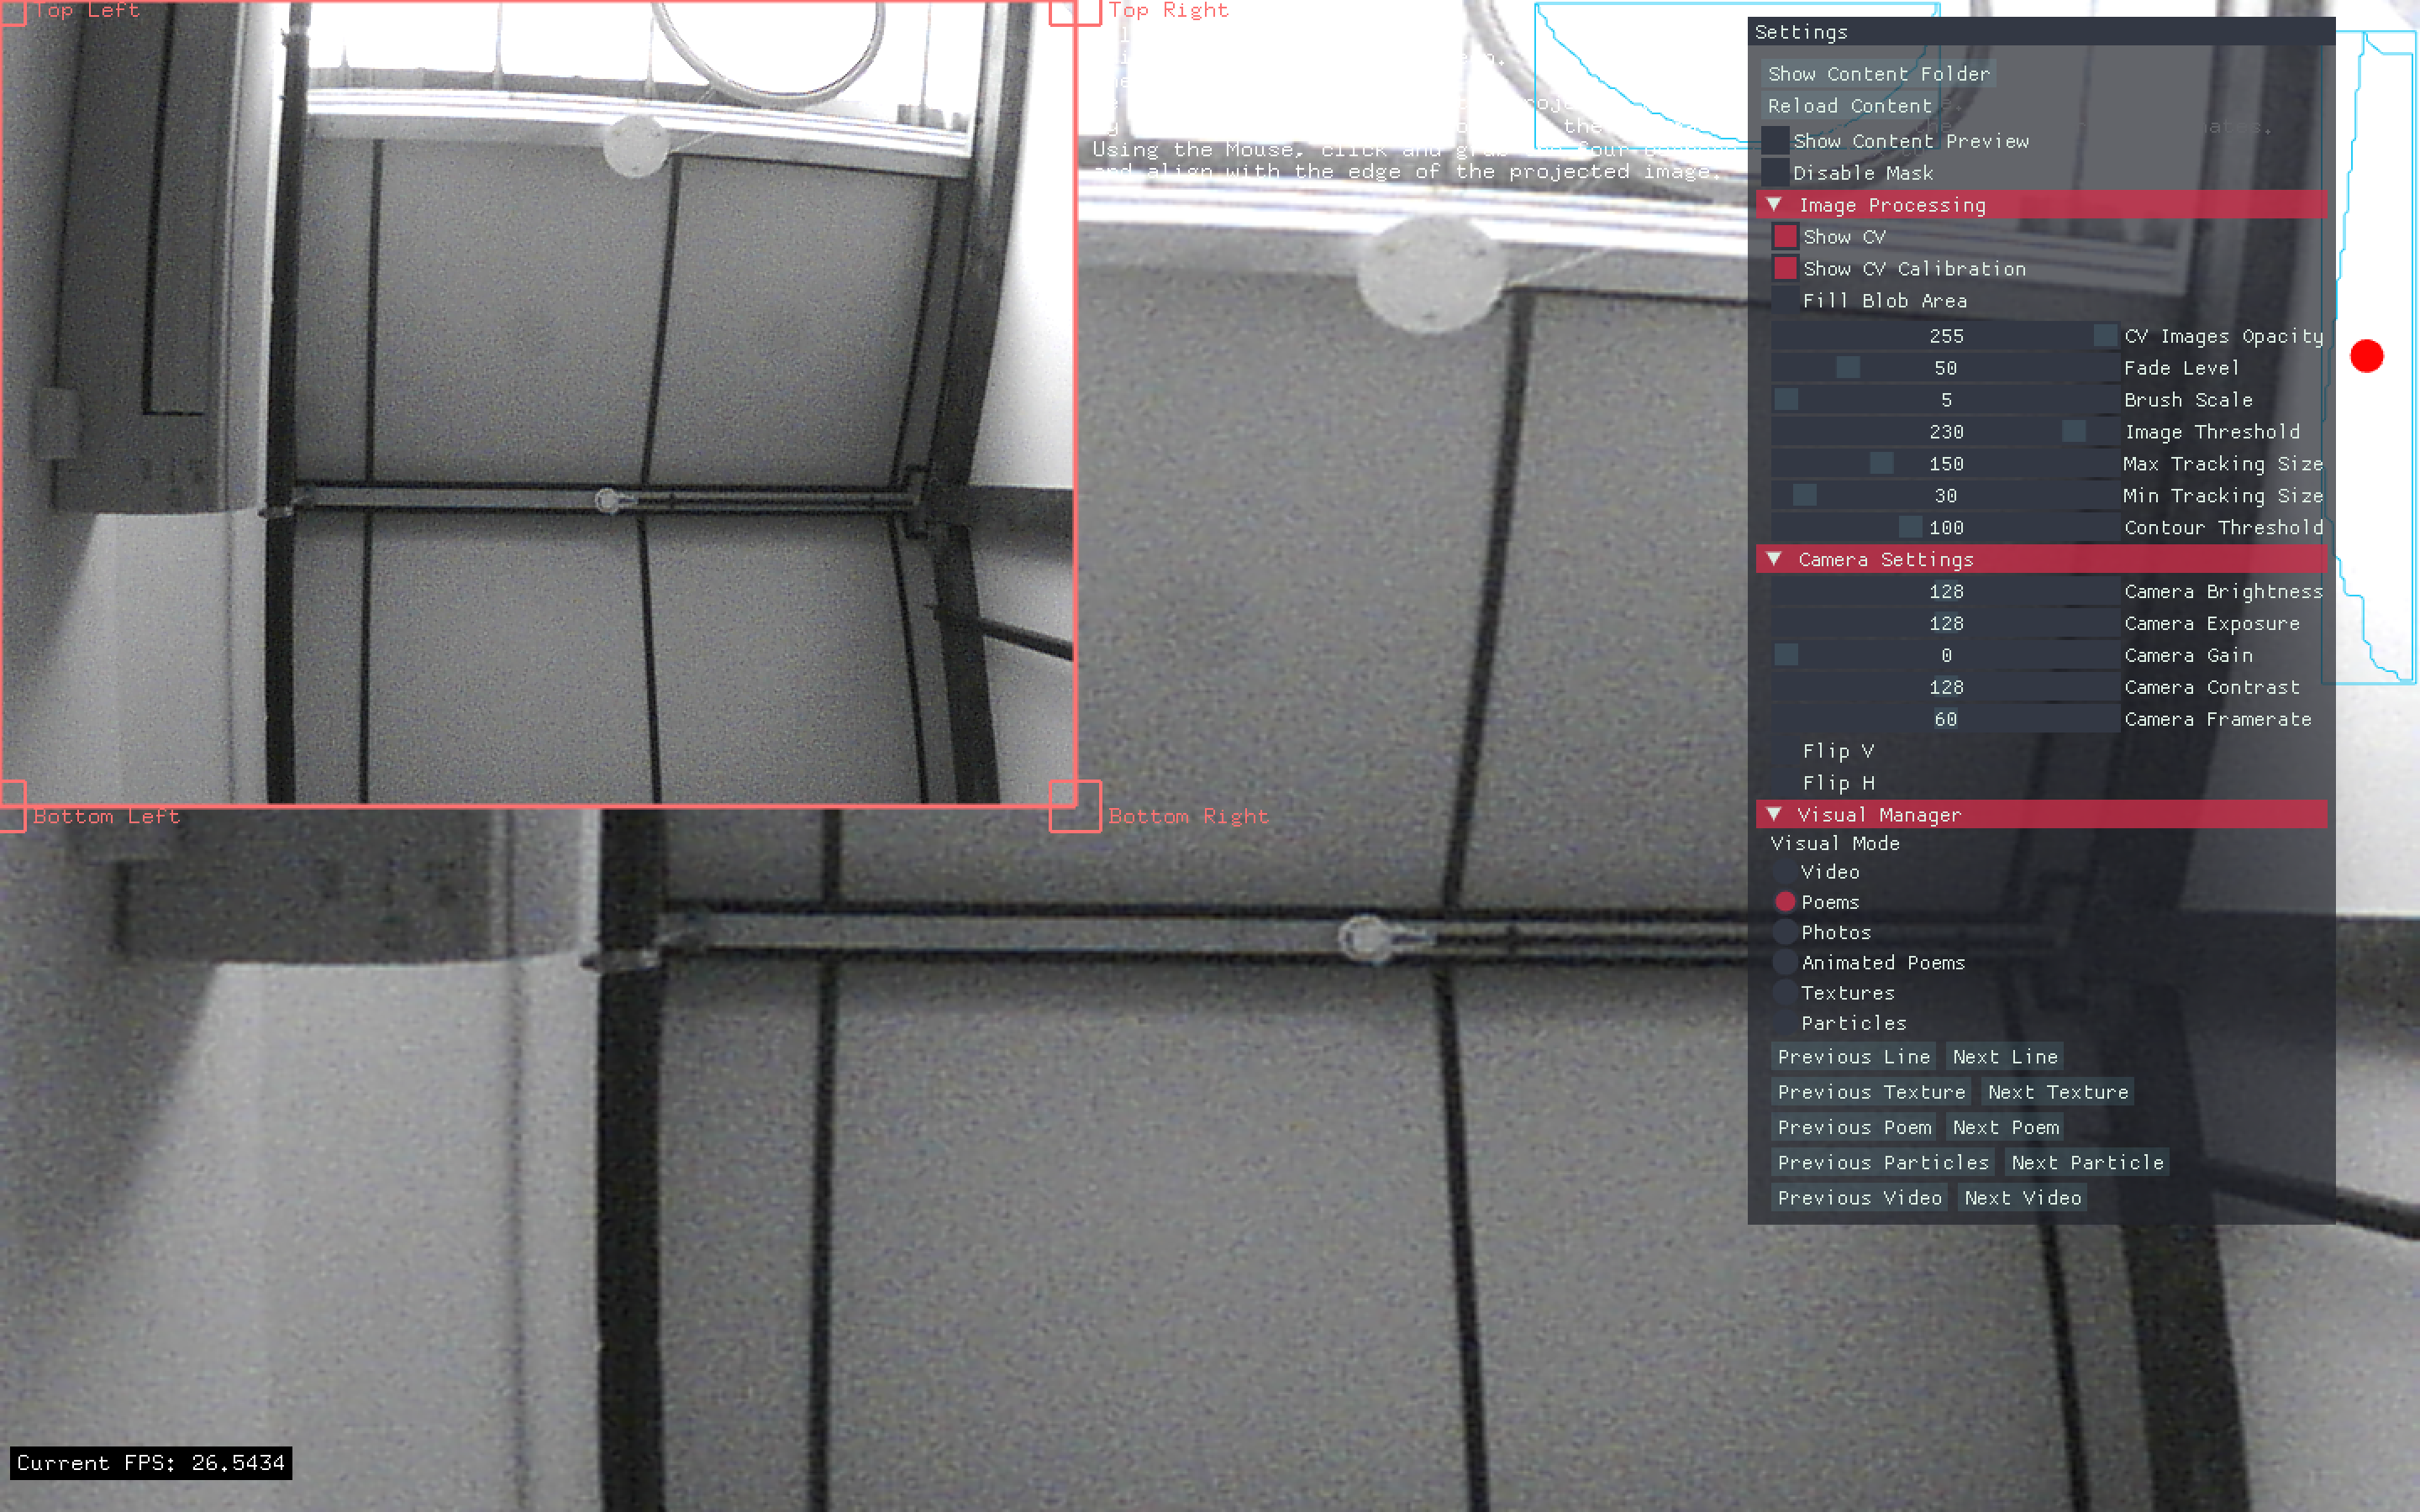 Top Left
Top Right
Using the Mouse, click and
and align with the edge of the projected image.
Bottom Left
Bottom Right
Current FPS: 26.5434
Settings
Show Content Folder
Reload Content
Show Content Preview
Disable Mask
Image Processing
Show CV
Show CV Calibration
Fill Blob Area
255 CV Images Opacity
50 Fade Level
5 Brush Scale
230 Image Threshold
150 Max Tracking Size
30 Min Tracking Size
100 Contour Threshold
Camera Settings
128 Camera Brightness
128 Camera Exposure
0 Camera Gain
128 Camera Contrast
60 Camera Framerate
Flip V
Flip H
Visual Manager
Visual Mode
Video
Poems
Photos
Animated Poems
Textures
Particles
Previous Line Next Line
Previous Texture Next Texture
Previous Poem Next Poem
Previous Particles Next Particle
Previous Video Next Video